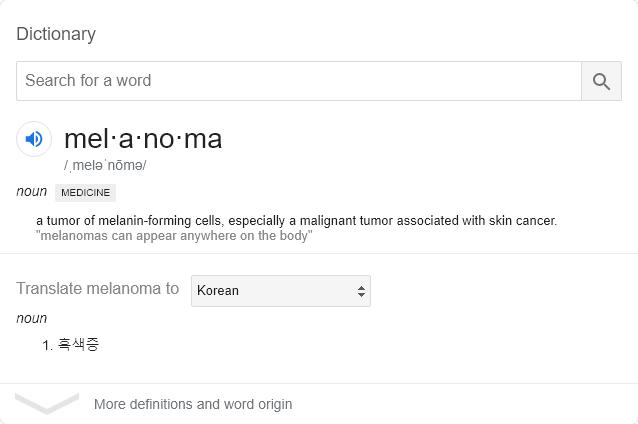 Dictionary
Search for a word
mel·a·no·ma
/ˌmeləˈnōmə/
noun MEDICINE
a tumor of melanin-forming cells, especially a malignant tumor associated with skin cancer.
"melanomas can appear anywhere on the body"
Translate melanoma to Korean
noun
1. 흑색증
More definitions and word origin